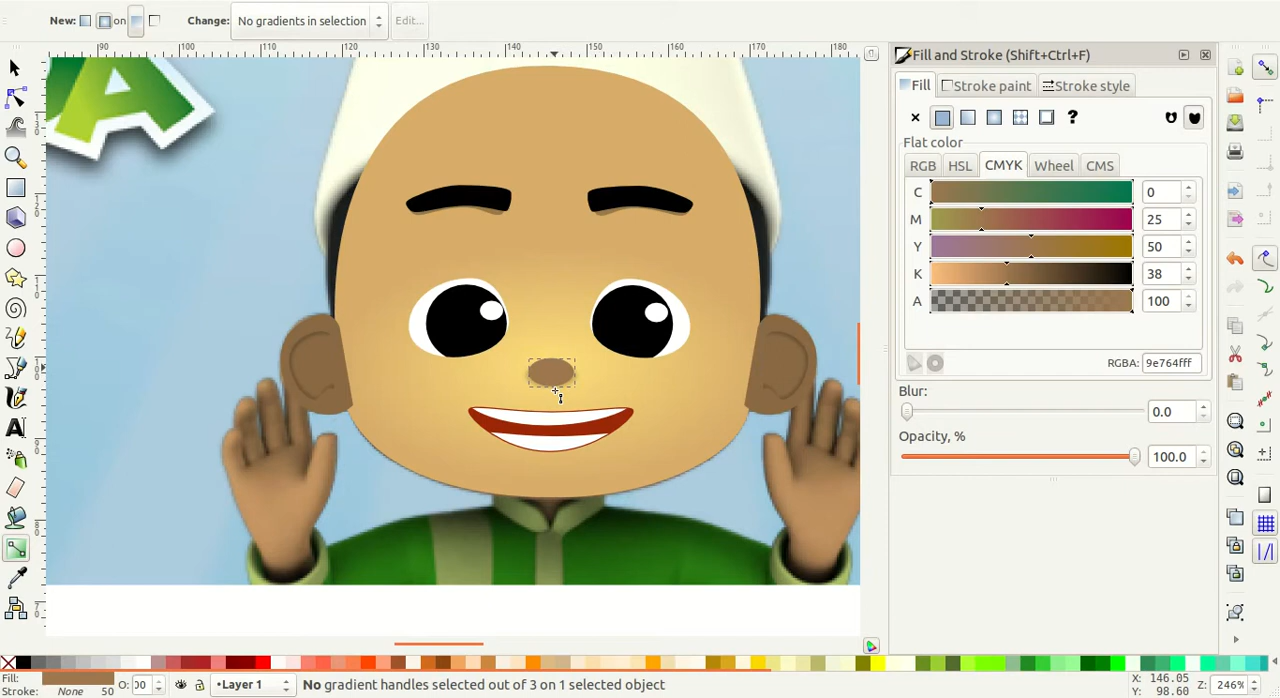 New:
on
Change:
No gradients in selection
Edit...
90
100
110
120
130
140
150
160
170
180
A
Fill and Stroke (Shift+Ctrl+F)
Fill
Stroke paint
Stroke style
?
Flat color
RGB
HSL
CMYK
Wheel
CMS
C
0
M
25
Y
50
K
38
A
100
RGBA:
9e764fff
Blur:
0.0
Opacity, %
100.0
Fill:
Stroke:
None
50
O:
•Layer 1
No gradient handles selected out of 3 on 1 selected object
X:
146.05
Y:
98.60
Z:
246%